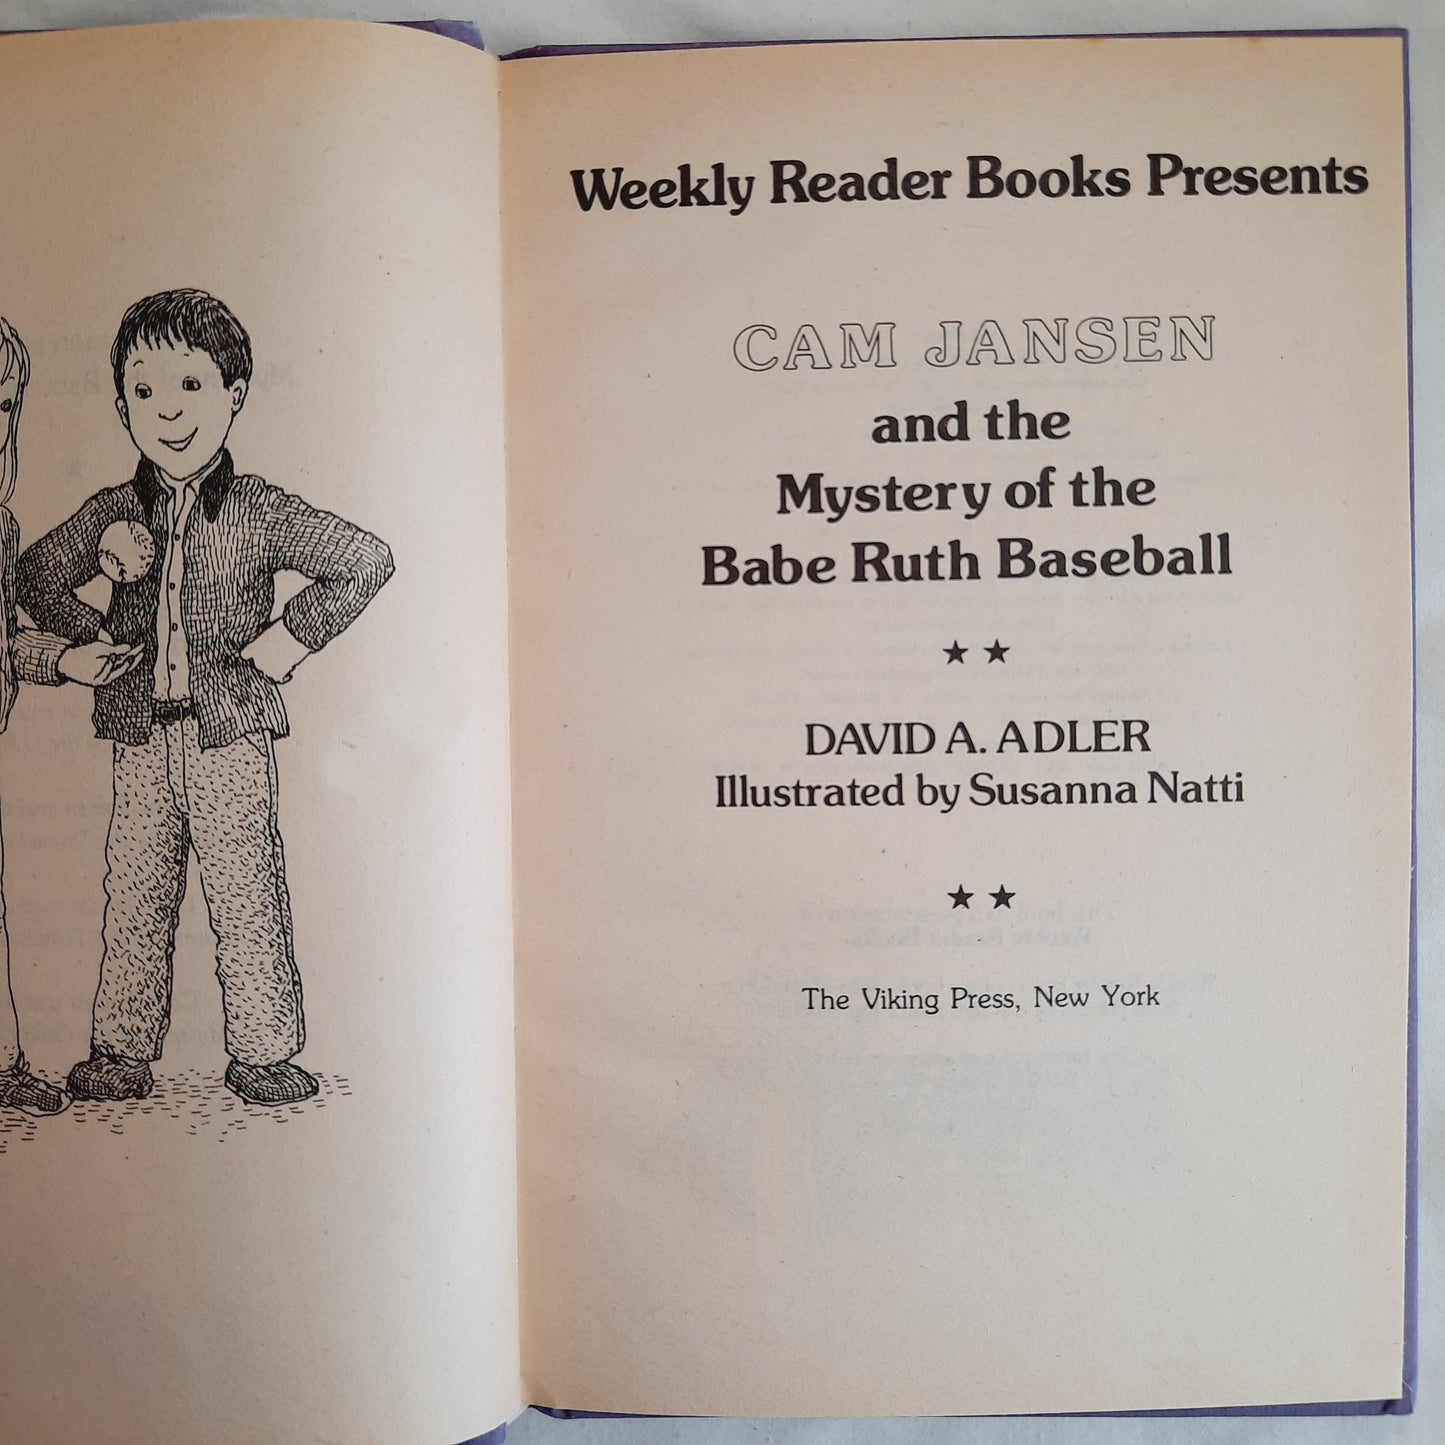 Weekly Reader Books Presents
CAM JANSEN
and the
Mystery of the
Babe Ruth Baseball
★ ★
DAVID A. ADLER
Illustrated by Susanna Natti
★ ★
The Viking Press, New York